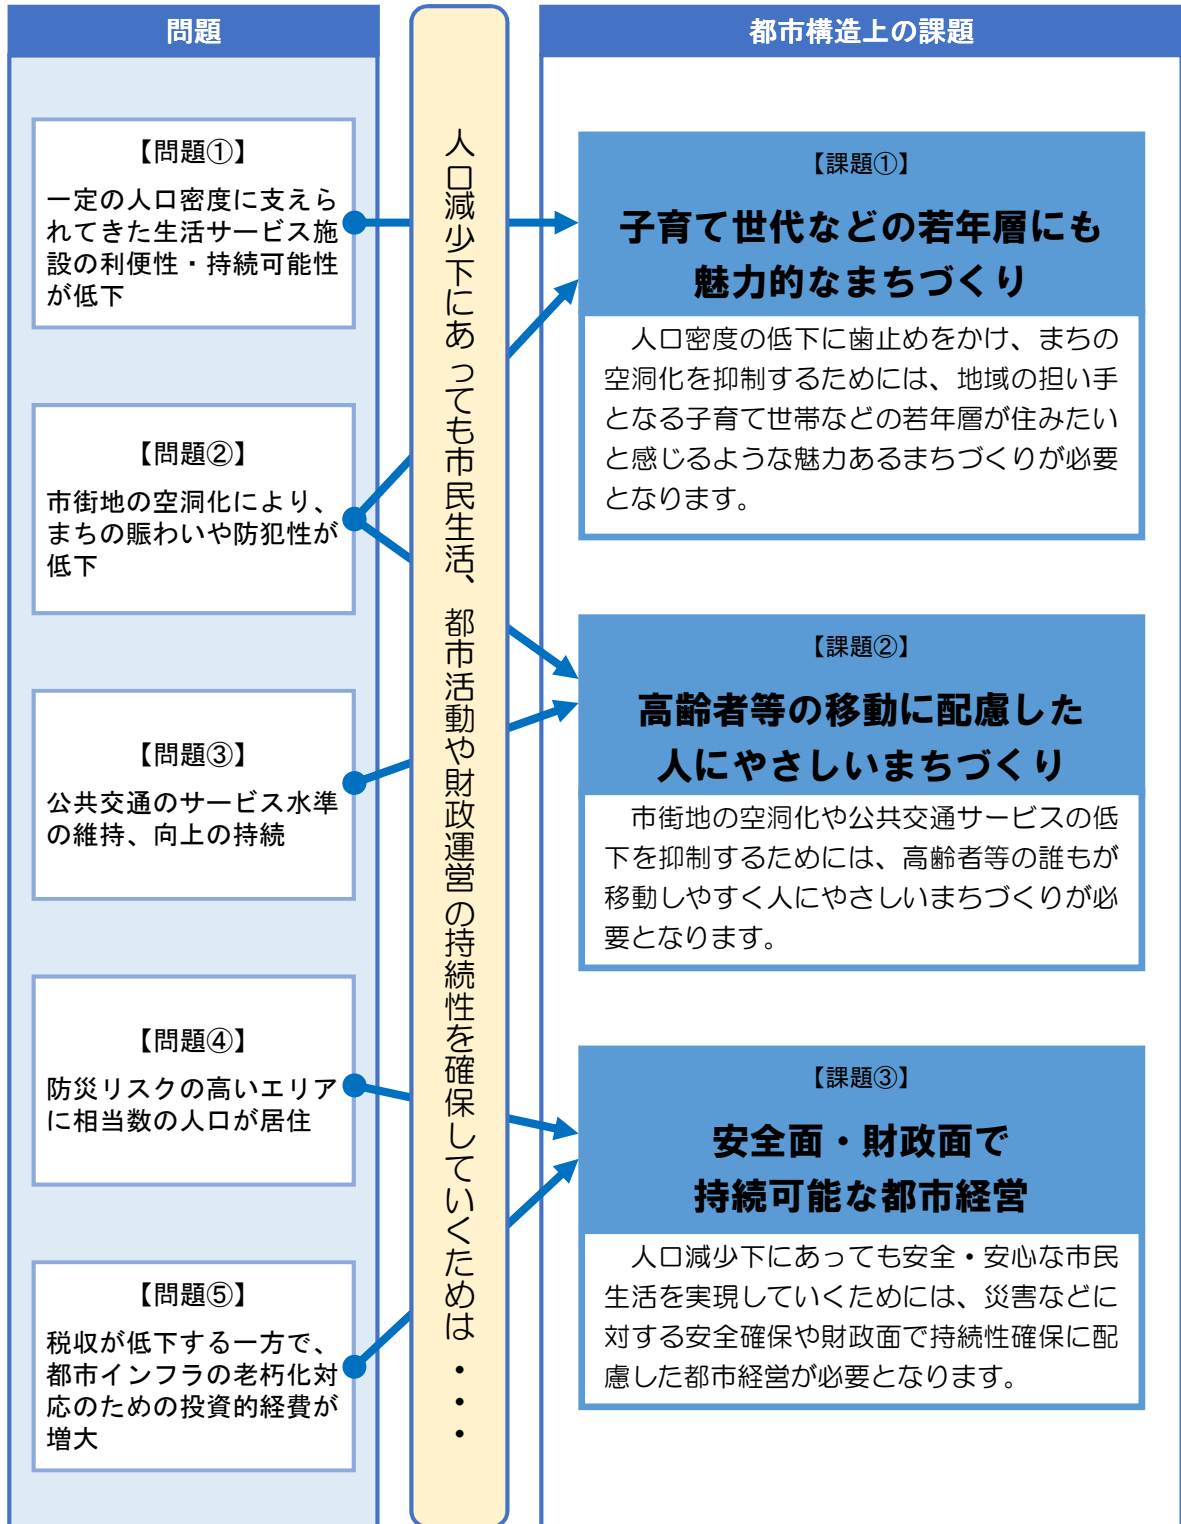 問題
【問題①】
一定の人口密度に支えら
れてきた生活サービス施
設の利便性・持続可能性
が低下
【問題②】
市街地の空洞化により、
まちの賑わいや防犯性が
低下
【問題③】
公共交通のサービス水準
の維持、向上の持続
【問題④】
防災リスクの高いエリア
に相当数の人口が居住
【問題⑤】
税収が低下する一方で、
都市インフラの老朽化対
応のための投資的経費が
増大
人口減少下にあっても市民生活、都市活動や財政運営の持続性を確保していくためは・・・
都市構造上の課題
【課題①】
子育て世代などの若年層にも
魅力的なまちづくり
人口密度の低下に歯止めをかけ、まちの
空洞化を抑制するためには、地域の担い手
となる子育て世帯などの若年層が住みたい
と感じるような魅力あるまちづくりが必要
となります。
【課題②】
高齢者等の移動に配慮した
人にやさしいまちづくり
市街地の空洞化や公共交通サービスの低
下を抑制するためには、高齢者等の誰もが
移動しやすく人にやさしいまちづくりが必
要となります。
【課題③】
安全面・財政面で
持続可能な都市経営
人口減少下にあっても安全・安心な市民
生活を実現していくためには、災害などに
対する安全確保や財政面で持続性確保に配
慮した都市経営が必要となります。